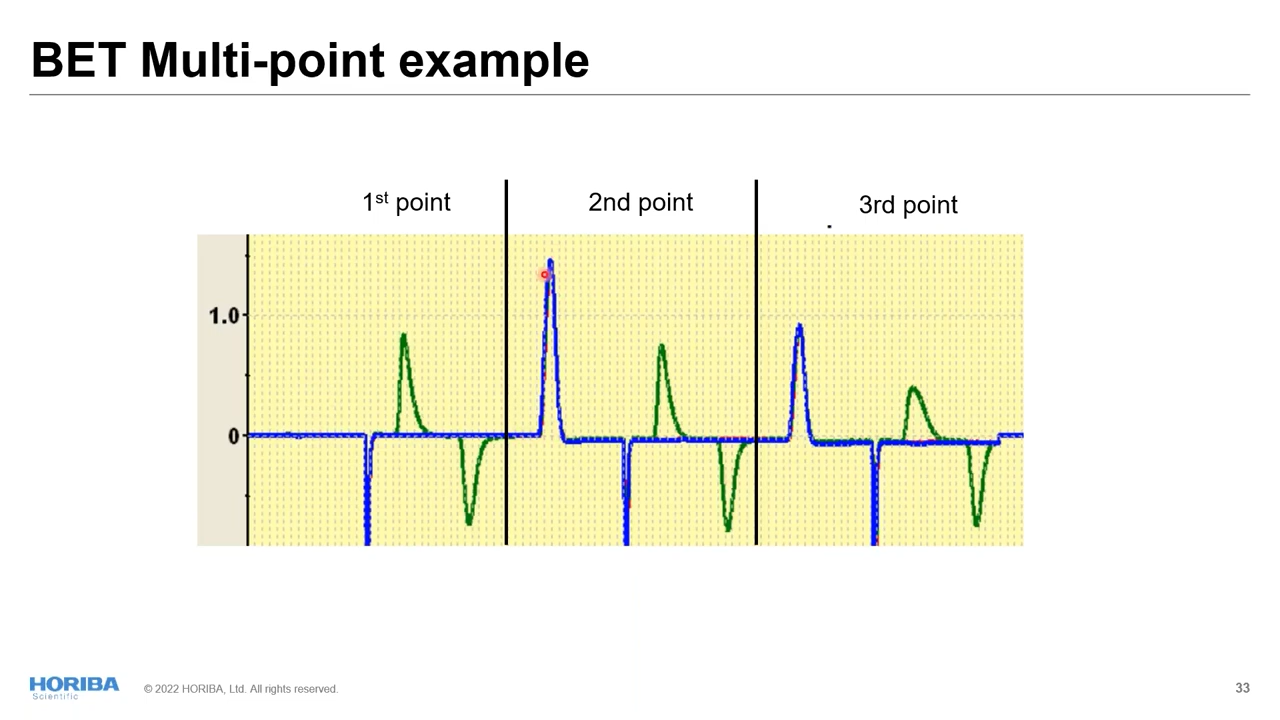 BET Multi-point example
1st point
2nd point
3rd point
1.0
0
HORIBA
Scientific
© 2022 HORIBA, Ltd. All rights reserved.
33